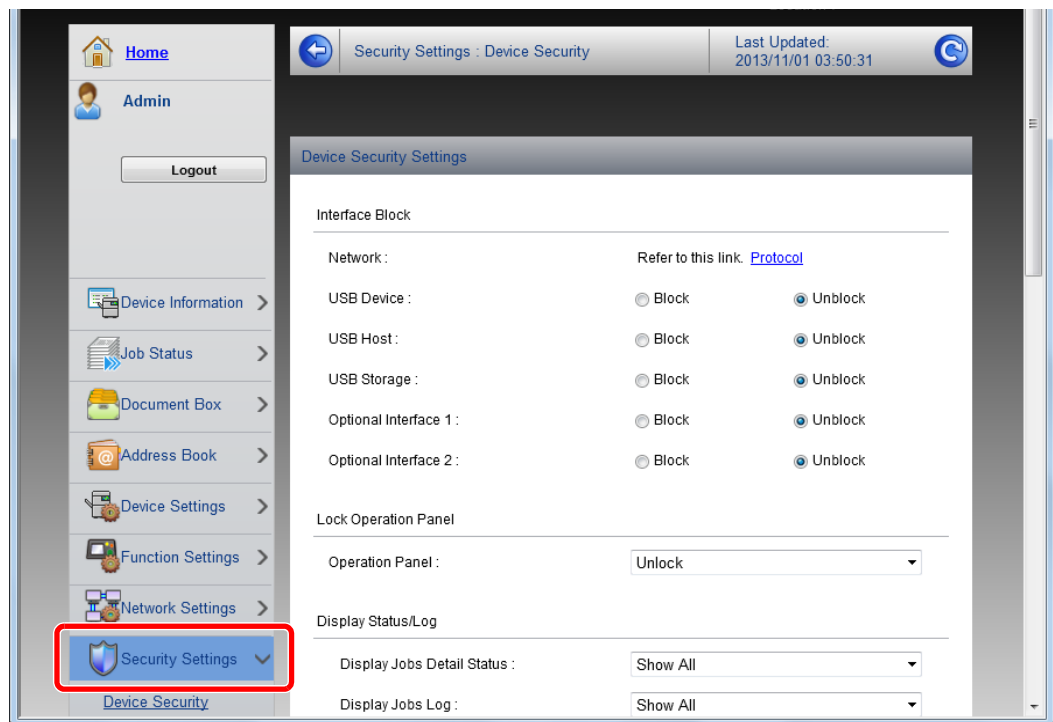 Home
Admin
Logout
Device Information
Job Status
Document Box
Address Book
Device Settings
Function Settings
Network Settings
Security Settings
Device Security
Security Settings : Device Security
Last Updated:
2013/11/01 03:50:31
Device Security Settings
Interface Block
Network : Refer to this link. Protocol
USB Device : Block Unblock
USB Host : Block Unblock
USB Storage : Block Unblock
Optional Interface 1 : Block Unblock
Optional Interface 2 : Block Unblock
Lock Operation Panel
Operation Panel : Unlock
Display Status/Log
Display Jobs Detail Status : Show All
Display Jobs Log : Show All